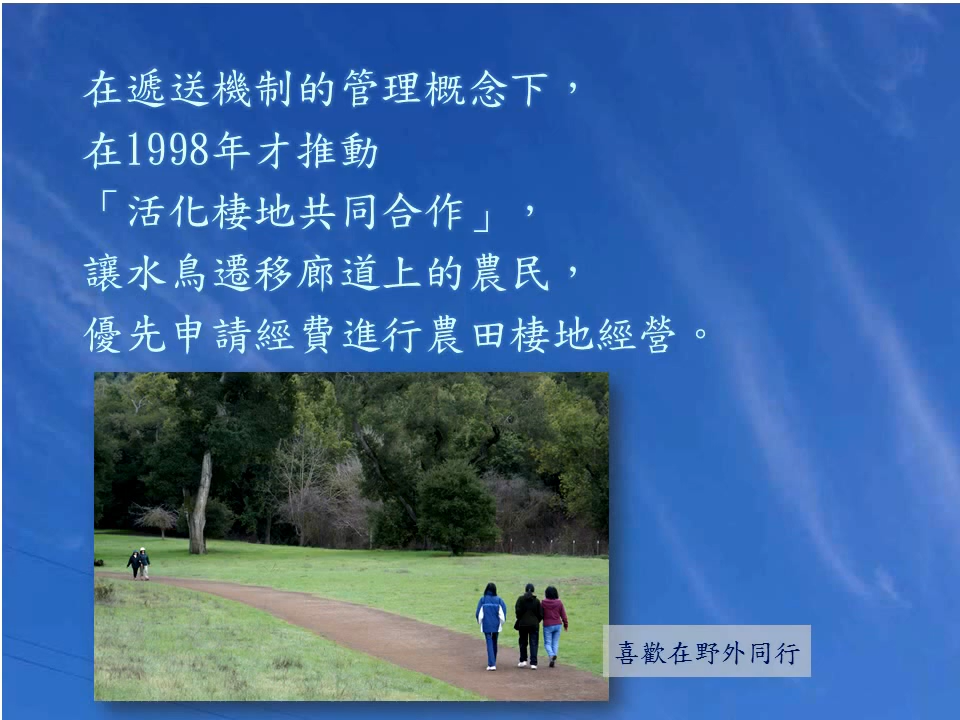 在遞送機制的管理概念下，
在1998年才推動
「活化棲地共同合作」，
讓水鳥遷移廊道上的農民，
優先申請經費進行農田棲地經營。
喜歡在野外同行